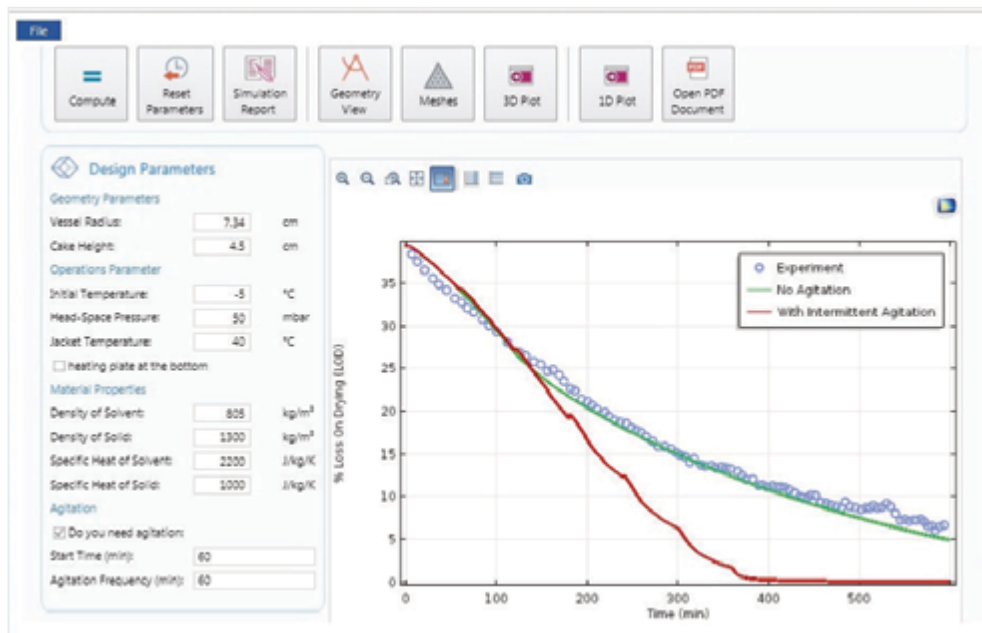 File
Compute
Reset Parameters
Simulation Report
Geometry View
Meshes
3D Plot
1D Plot
Open PDF Document
Design Parameters
Geometry Parameters
Vessel Radius: 7.34 cm
Cake Height: 4.5 cm
Operations Parameter
Initial Temperature: -5 °C
Head-Space Pressure: 50 mbar
Jacket Temperature: 40 °C
heating plate at the bottom
Material Properties
Density of Solvent: 805 kg/m³
Density of Solid: 1300 kg/m³
Specific Heat of Solvent: 2200 J/kg/K
Specific Heat of Solid: 1000 J/kg/K
Agitation
Do you need agitation:
Start Time (min): 60
Agitation Frequency (min): 60
Experiment
No Agitation
With Intermittent Agitation
% Loss On Drying (LOD)
35
30
25
20
15
10
5
0
0 100 200 300 400 500
Time (min)